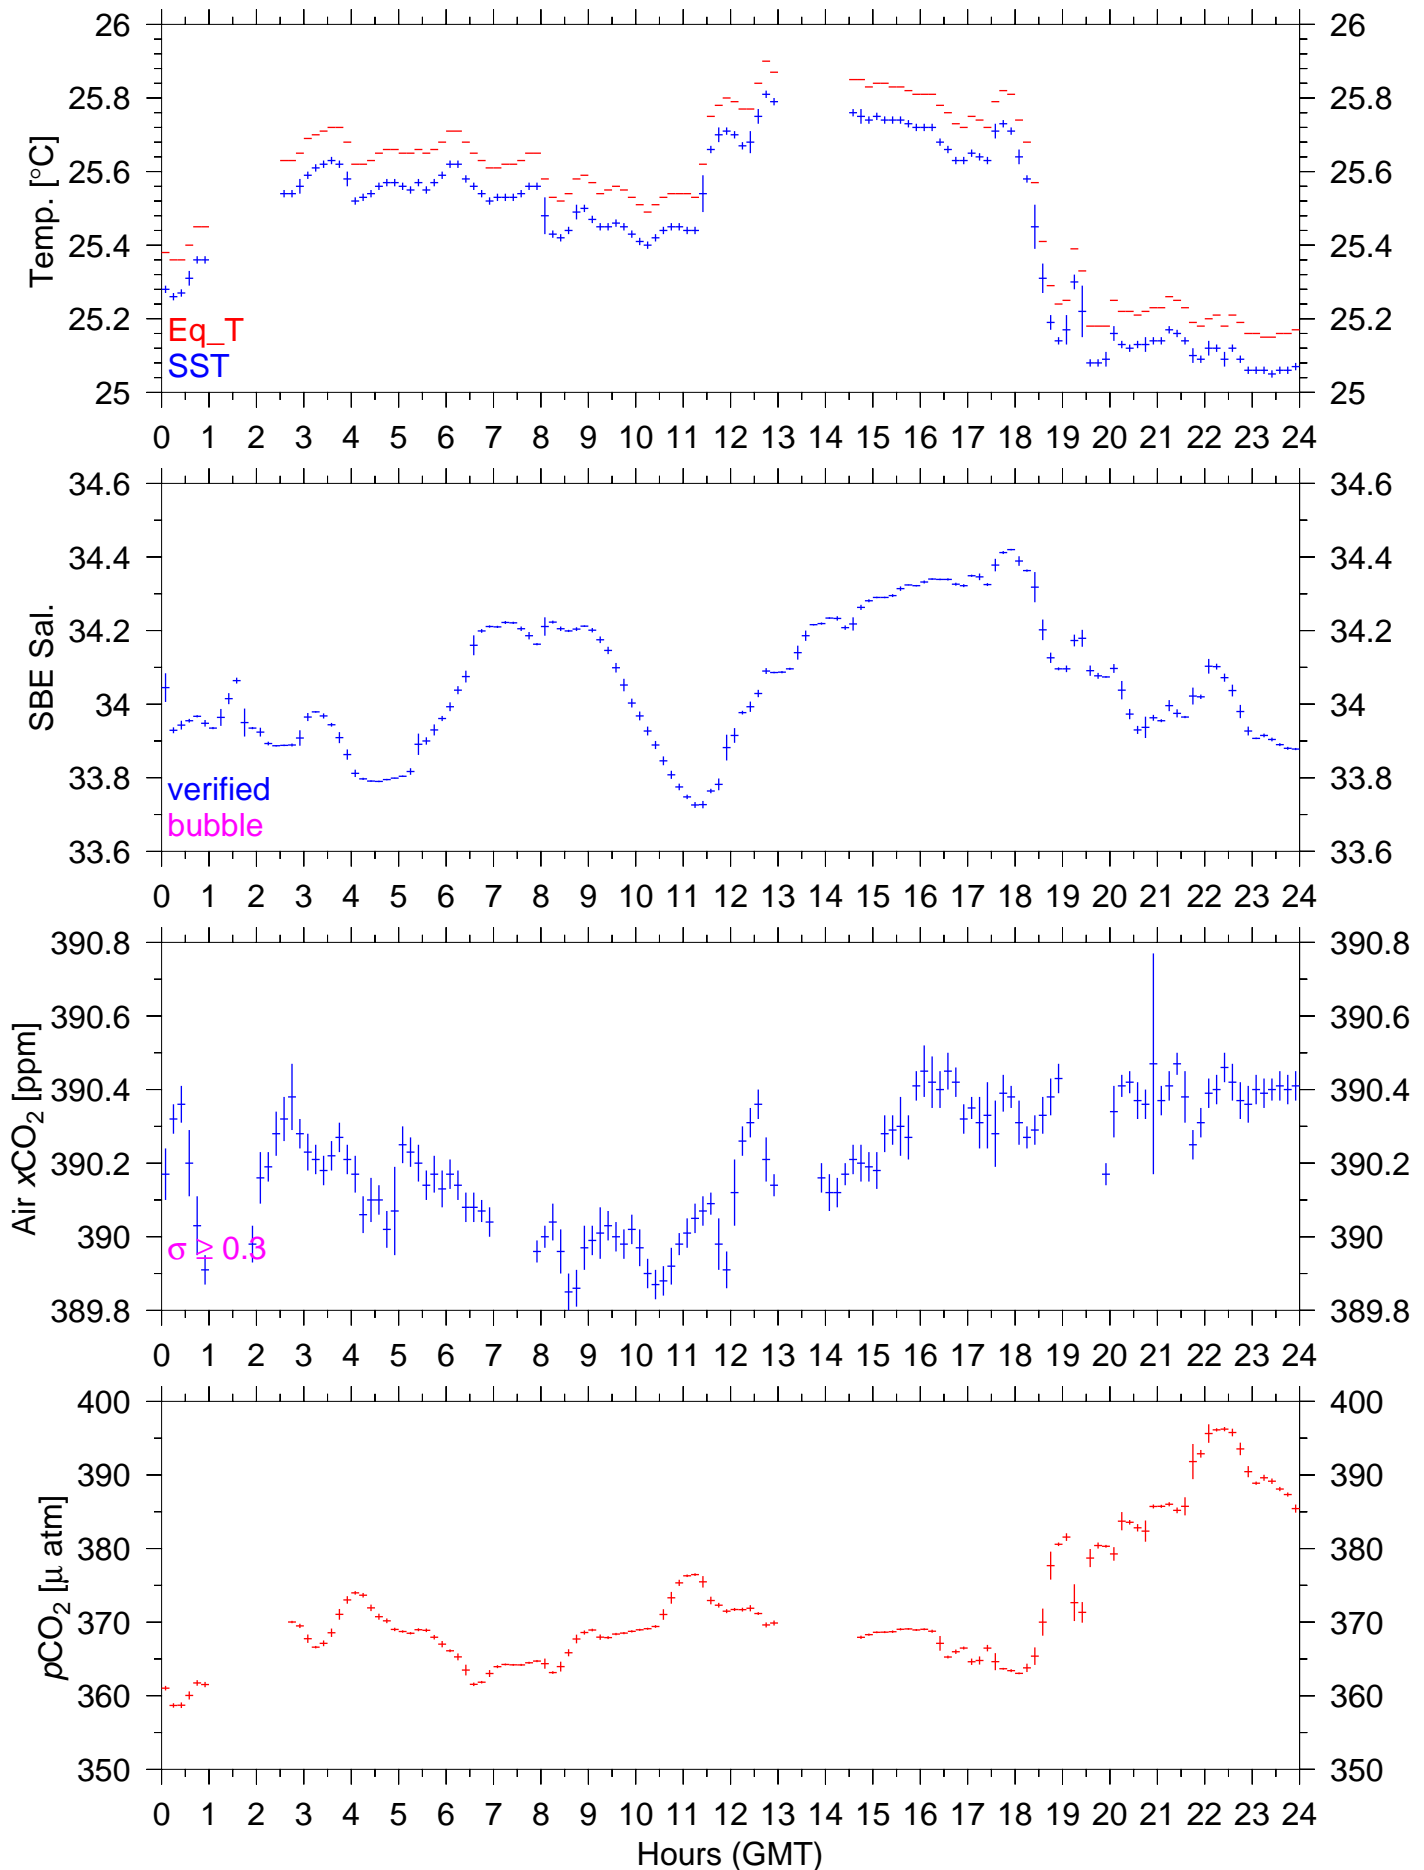 26 26
25.8 25.8
25.6 25.6
25.4 25.4
25.2 25.2
25 25
Temp. [°C]
Eq_T
SST
0 1 2 3 4 5 6 7 8 9 10 11 12 13 14 15 16 17 18 19 20 21 22 23 24
34.6 34.6
34.4 34.4
34.2 34.2
34 34
33.8 33.8
33.6 33.6
SBE Sal.
verified
bubble
0 1 2 3 4 5 6 7 8 9 10 11 12 13 14 15 16 17 18 19 20 21 22 23 24
390.8 390.8
390.6 390.6
390.4 390.4
390.2 390.2
390 390
389.8 389.8
Air xCO₂ [ppm]
σ ≥ 0.3
0 1 2 3 4 5 6 7 8 9 10 11 12 13 14 15 16 17 18 19 20 21 22 23 24
400 400
390 390
380 380
370 370
360 360
350 350
pCO₂ [μ atm]
0 1 2 3 4 5 6 7 8 9 10 11 12 13 14 15 16 17 18 19 20 21 22 23 24
Hours (GMT)